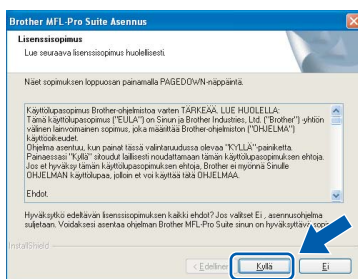 Brother MFL-Pro Suite Asennus
Lisenssisopimus
Lue seuraava lisenssisopimus huolellisesti.
Näet sopimuksen loppuosan painamalla PAGEDOWN-näppäintä.
Käyttölupasopimus Brother-ohjelmistoa varten TÄRKEÄÄ, LUE HUOLELLA:
Tämä käyttölupasopimus ("EULA") on Sinun ja Brother Industries, Ltd. ("Brother") -yhtiön
välinen lainvoimainen sopimus, joka määrittää Brother-ohjelmiston ("OHJELMA")
käyttöoikeudet.
Ohjelma asentuu, kun painat tässä valintaruudussa olevaa "KYLLÄ"-painiketta.
Painaessasi "Kyllä" sitoudut laillisesti noudattamaan tämän käyttölupasopimuksen ehtoja.
Jos et hyväksy tämän käyttölupasopimuksen ehtoja, Brother ei myönnä Sinulle
OHJELMAN käyttölupaa, jolloin et voi käyttää tätä OHJELMAA.
Ehdot.
Hyväksytkö edeltävän lisenssisopimuksen kaikki ehdot? Jos valitset Ei , asennusohjelma
suljetaan. Voidaksesi asentaa ohjelman Brother MFL-Pro Suite sinun on hyväksyttävä
InstallShield
< Edellinen Kyllä Ei